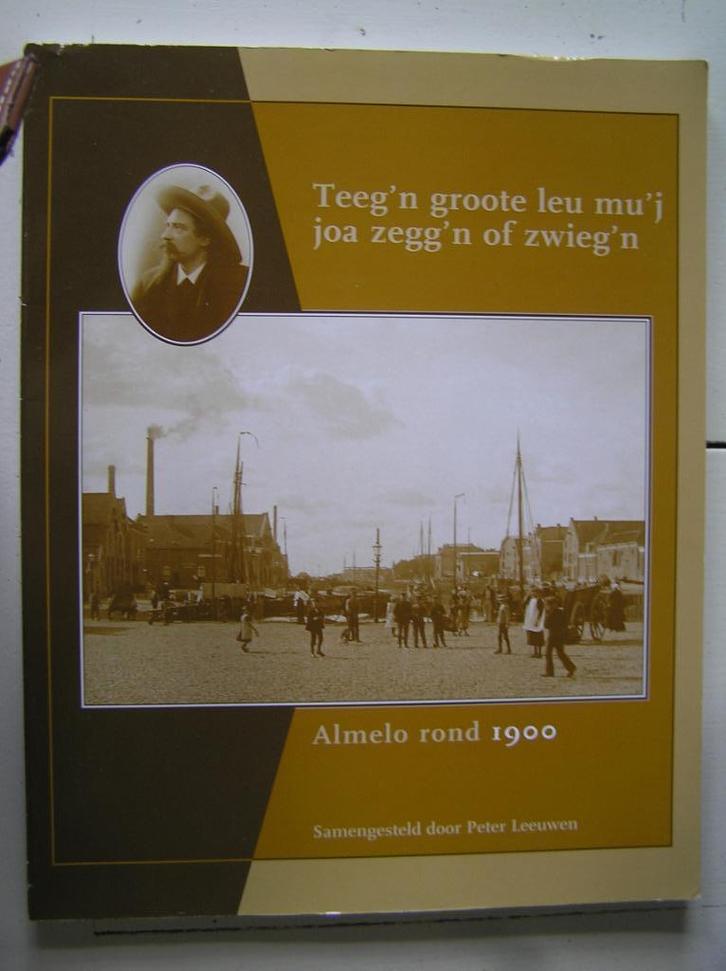 Teeg'n groote leu mu'j
joa zegg'n of zwieg'n
Almelo rond 1900
Samengesteld door Peter Leeuwen